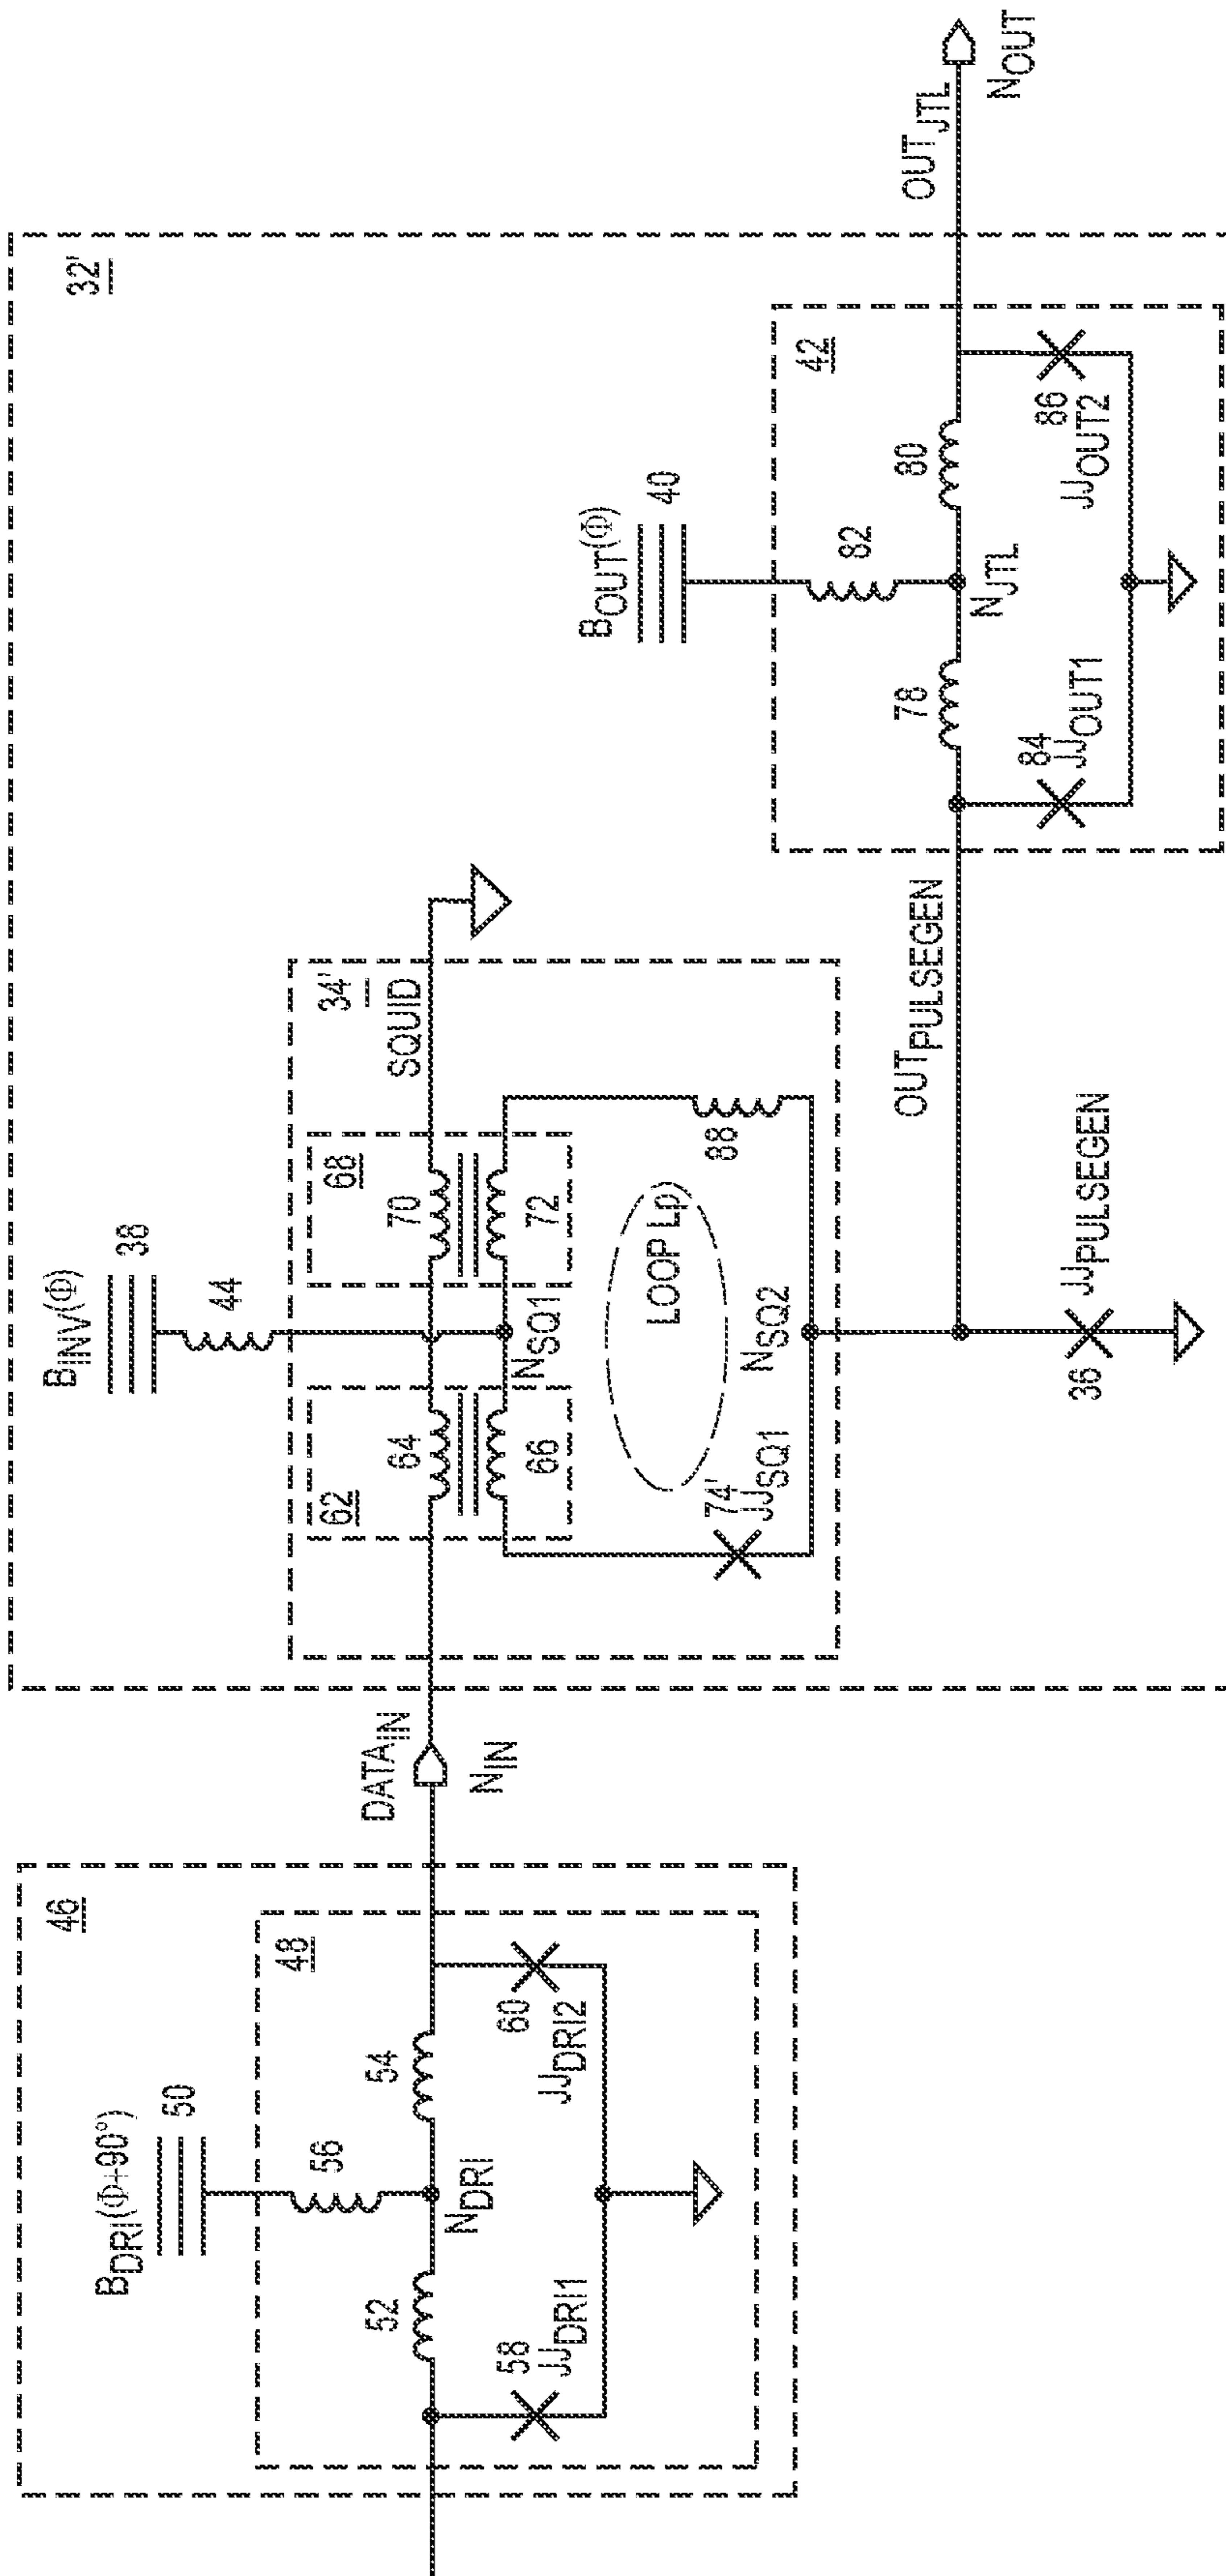 46
B_DRI(Φ+90°)
50
48
56
52
54
N_DRI
58
JJ_DRI1
60
JJ_DRI2
DATA_IN
N_IN
32'
B_INV(Φ)
38
44
34'
SQUID
62
64
66
68
70
72
N_SQ1
LOOP Lp
88
74'
JJ_SQ1
N_SQ2
36
JJ_PULSEGEN
OUT_PULSEGEN
B_OUT(Φ)
40
42
82
78
80
N_JTL
84
JJ_OUT1
86
JJ_OUT2
OUT_JTL
N_OUT